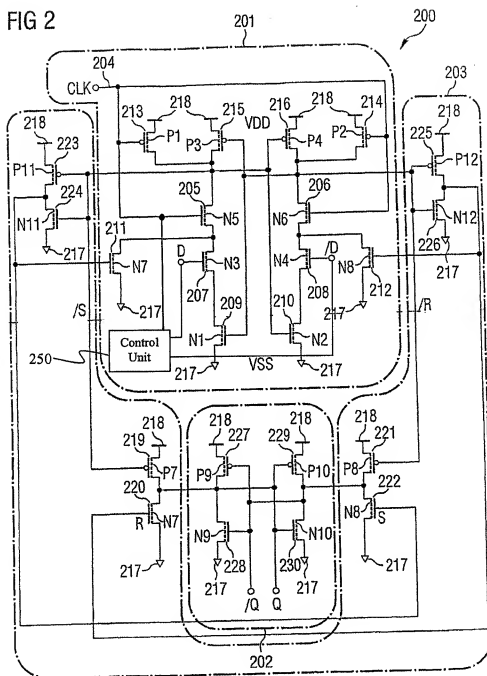 FIG 2
201
200
204
CLK
203
213 218 215 216 218 214
VDD
P1 P3 P4 P2
218 218
223 225
P11 P12
224
205 206
N5 N6
N11 N12
211 226
217 217
D /D
N7 N3 N4 N8
207 208 212
/S 217 209 210 217 /R
Control
Unit
250
N1 N2
217 VSS 217
218 218 218 218
219 227 229 221
P7 P9 P10 P8
220 222
R N7 N9 N10 N8 S
228 230
217 217 217 217
/Q Q
202